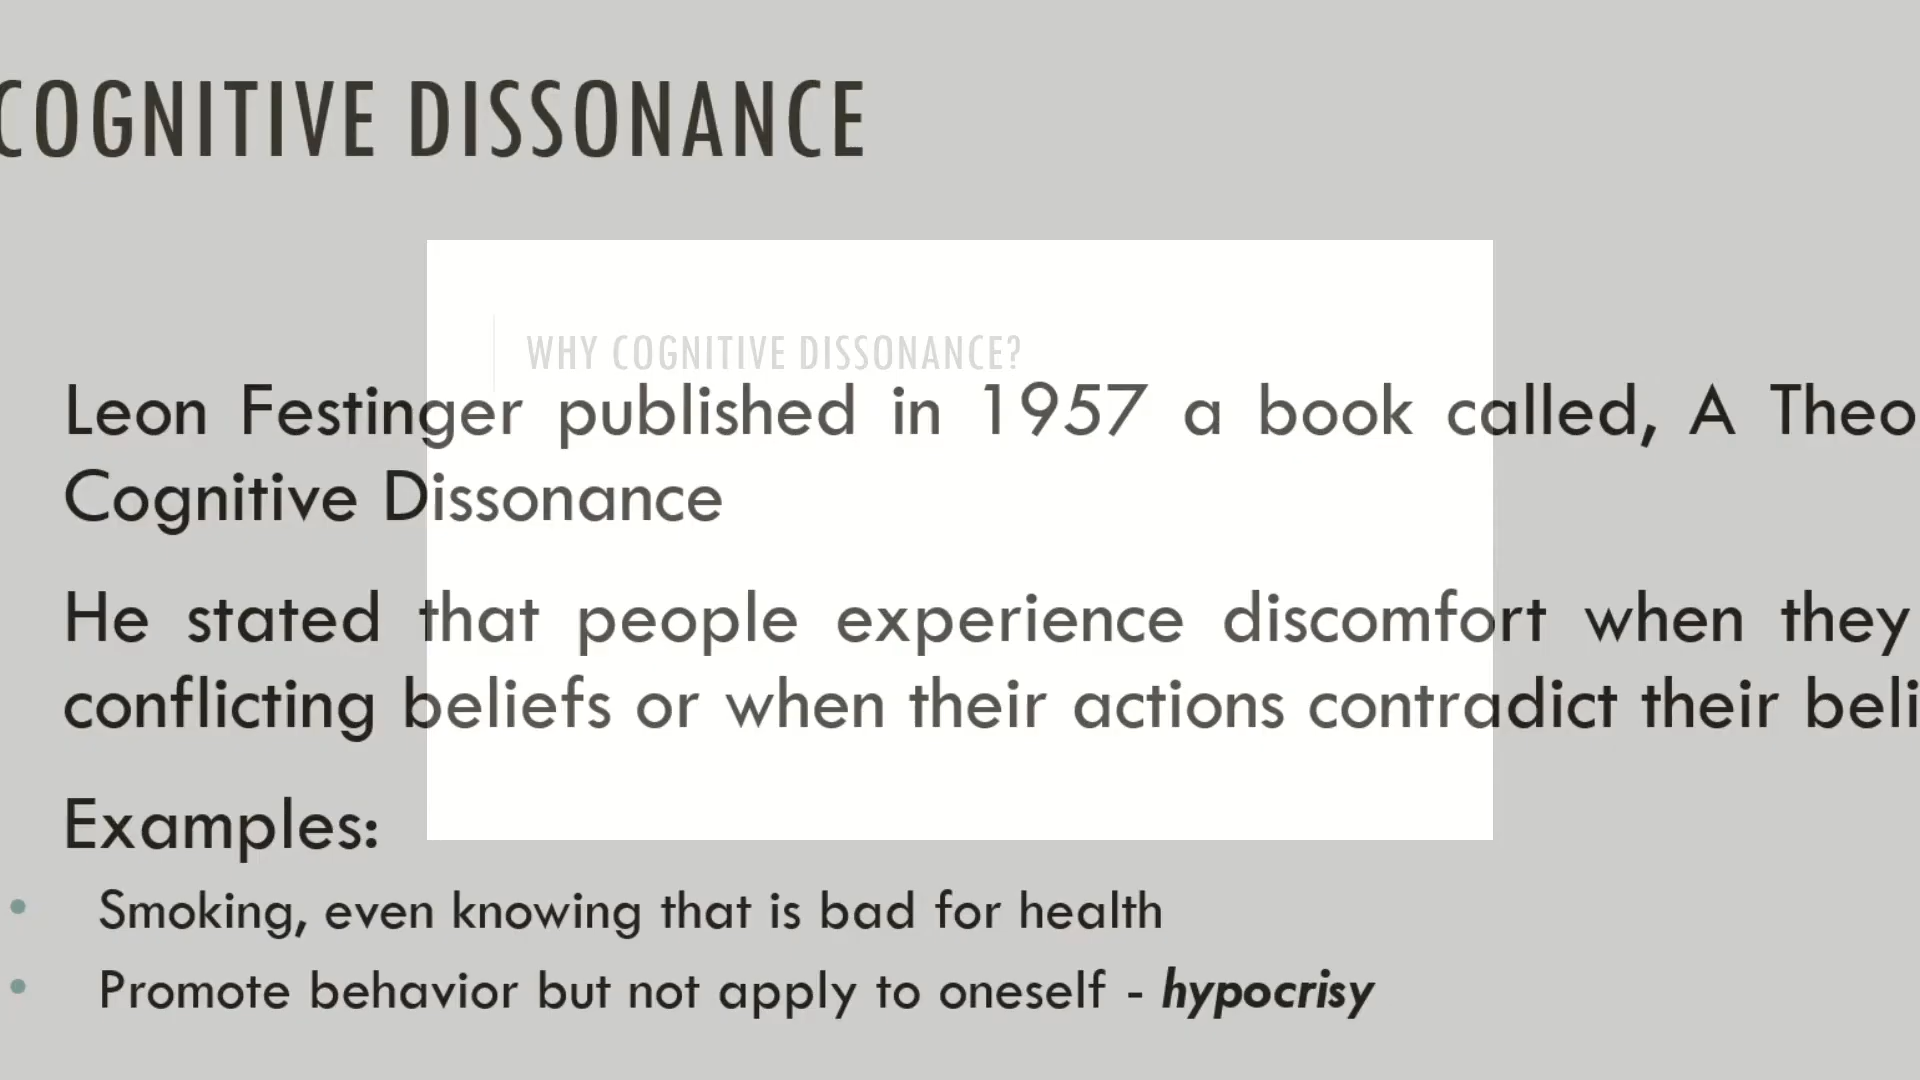 COGNITIVE DISSONANCE
WHY COGNITIVE DISSONANCE?
Leon Festinger published in 1957 a book called, A Theo
Cognitive Dissonance
He stated that people experience discomfort when they
conflicting beliefs or when their actions contradict their beli
Examples:
• Smoking, even knowing that is bad for health
• Promote behavior but not apply to oneself - hypocrisy